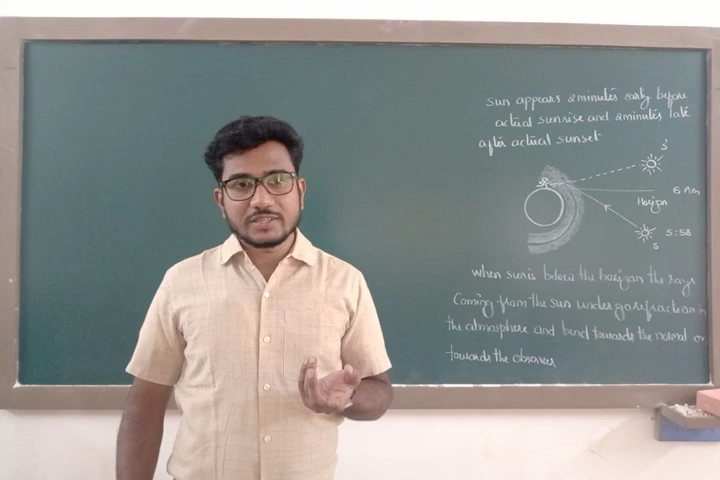 sun appears 2 minutes early before
actual sunrise and 2 minutes late
after actual sunset
S'
6 Am
Horizon
5:58
S
when sun is below the horizon the rays
Coming from the sun undergo refraction in
the atmosphere and bend towards the normal or
towards the observer